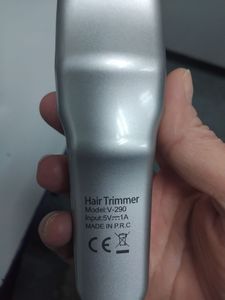 Hair Trimmer
Model:V-290
Input:5V⎓1A
MADE IN P.R.C
CE